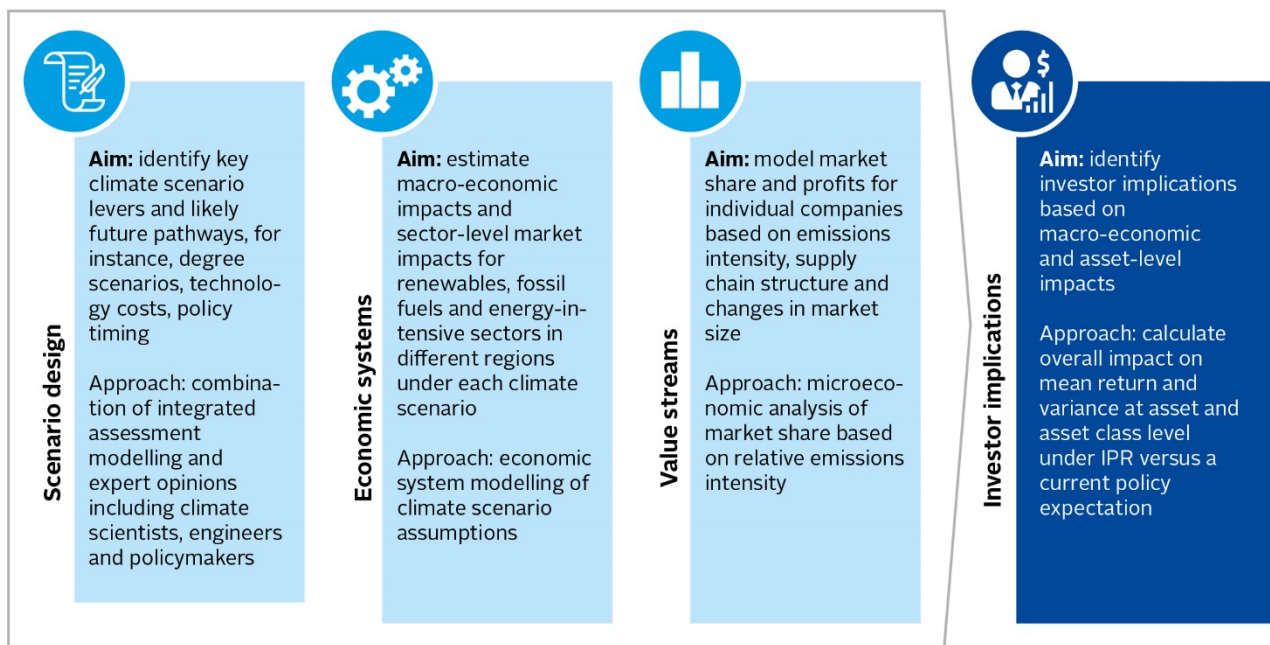 Scenario design
Aim: identify key
climate scenario
levers and likely
future pathways, for
instance, degree
scenarios, technolo-
gy costs, policy
timing
Approach: combina-
tion of integrated
assessment
modelling and
expert opinions
including climate
scientists, engineers
and policymakers
Economic systems
Aim: estimate
macro-economic
impacts and
sector-level market
impacts for
renewables, fossil
fuels and energy-in-
tensive sectors in
different regions
under each climate
scenario
Approach: economic
system modelling of
climate scenario
assumptions
Value streams
Aim: model market
share and profits for
individual companies
based on emissions
intensity, supply
chain structure and
changes in market
size
Approach: microeco-
nomic analysis of
market share based
on relative emissions
intensity
Investor implications
$
Aim: identify
investor implications
based on
macro-economic
and asset-level
impacts
Approach: calculate
overall impact on
mean return and
variance at asset and
asset class level
under IPR versus a
current policy
expectation